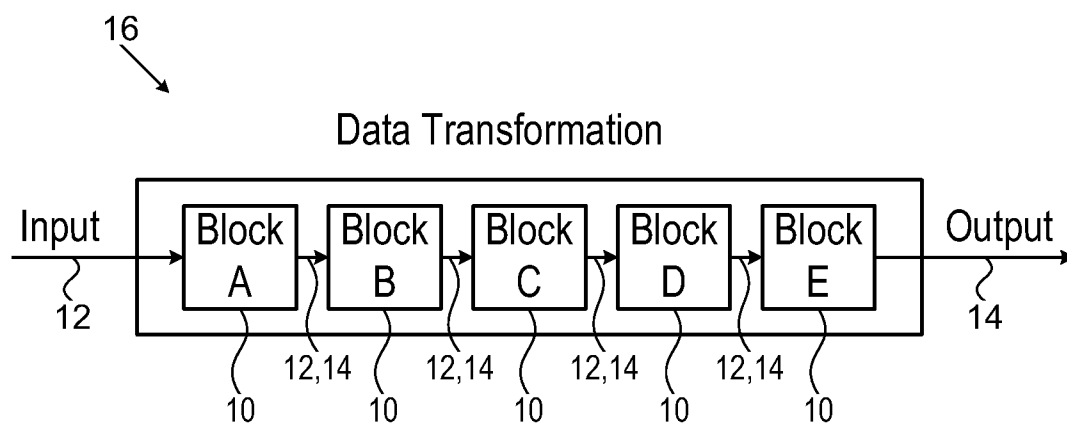 16
Data Transformation
Input
Block A
Block B
Block C
Block D
Block E
Output
12
12,14
12,14
12,14
12,14
14
10
10
10
10
10